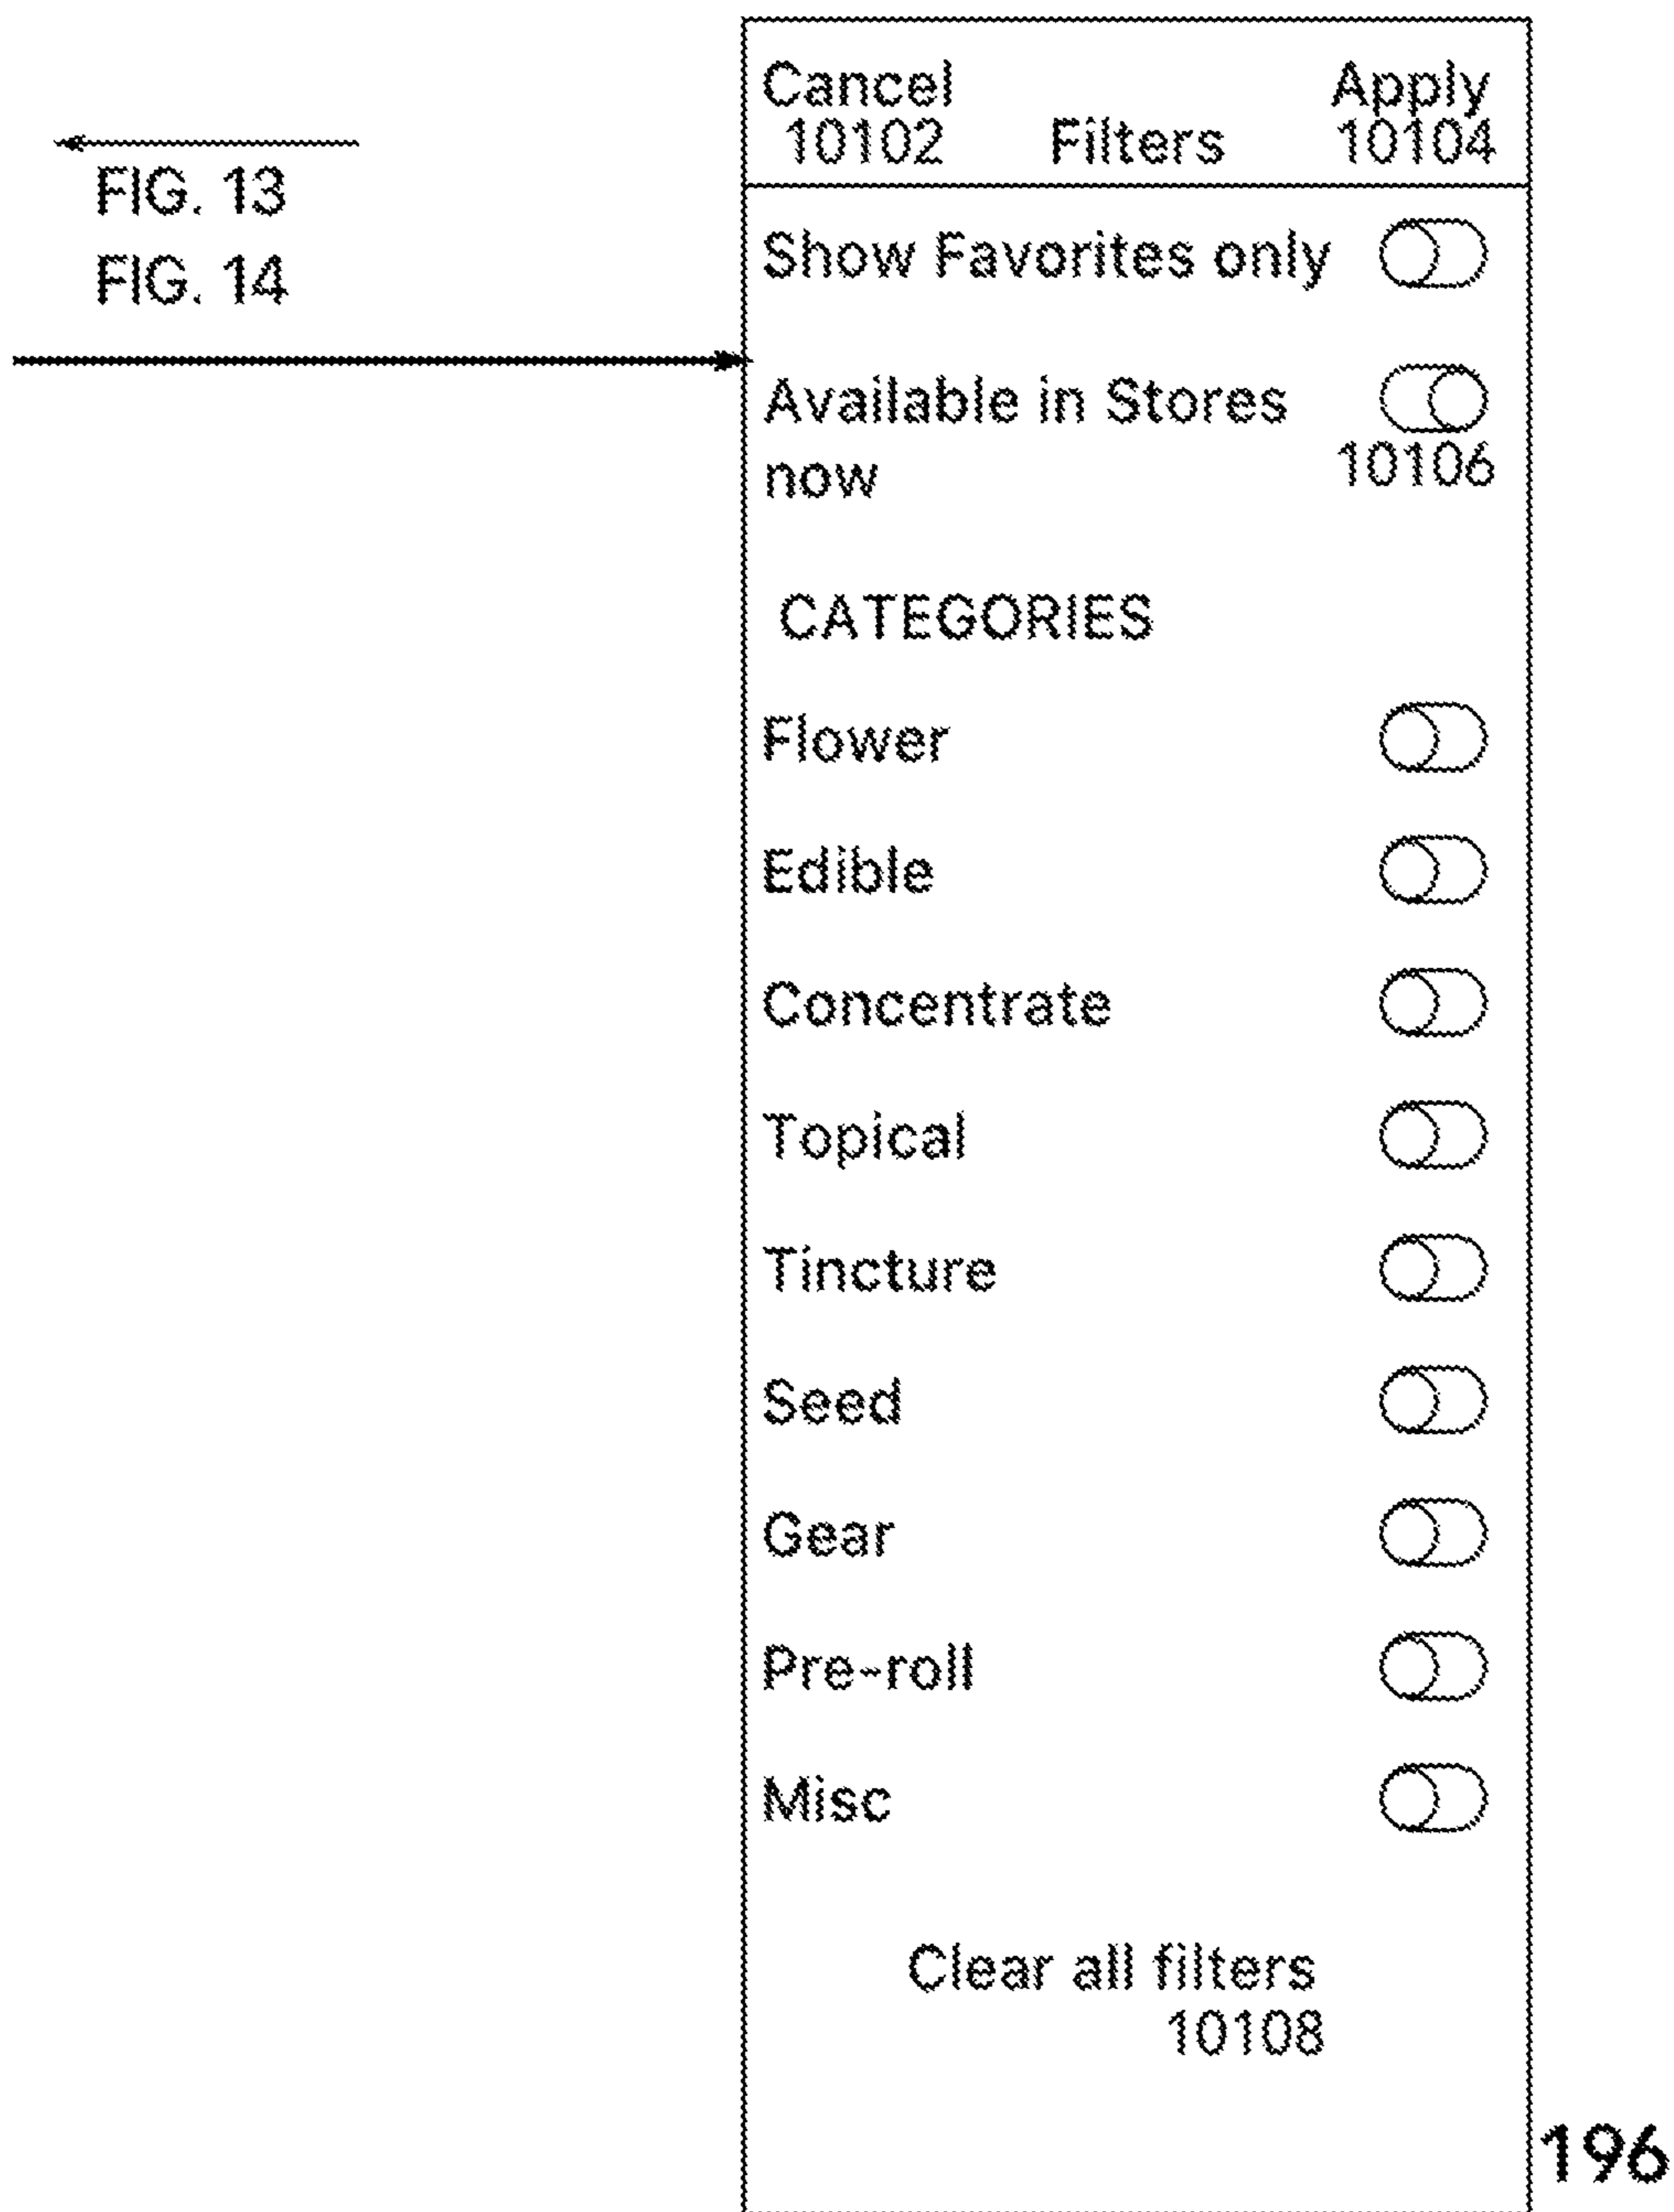 FIG. 13
FIG. 14
Cancel
10102
Filters
Apply
10104
Show Favorites only
Available in Stores
now
10106
CATEGORIES
Flower
Edible
Concentrate
Topical
Tincture
Seed
Gear
Pre-roll
Misc
Clear all filters
10108
196